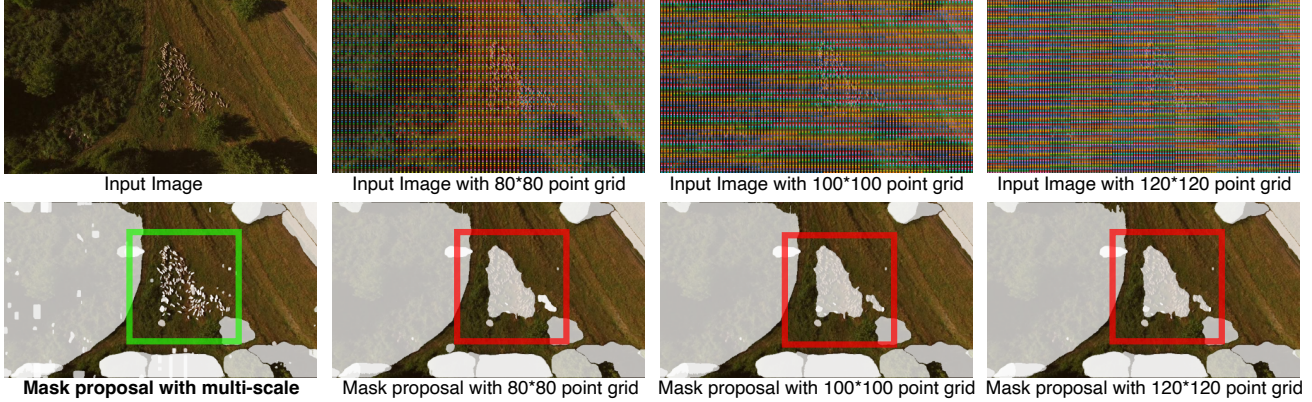 Input Image
Input Image with 80*80 point grid
Input Image with 100*100 point grid
Input Image with 120*120 point grid
Mask proposal with multi-scale
Mask proposal with 80*80 point grid
Mask proposal with 100*100 point grid
Mask proposal with 120*120 point grid